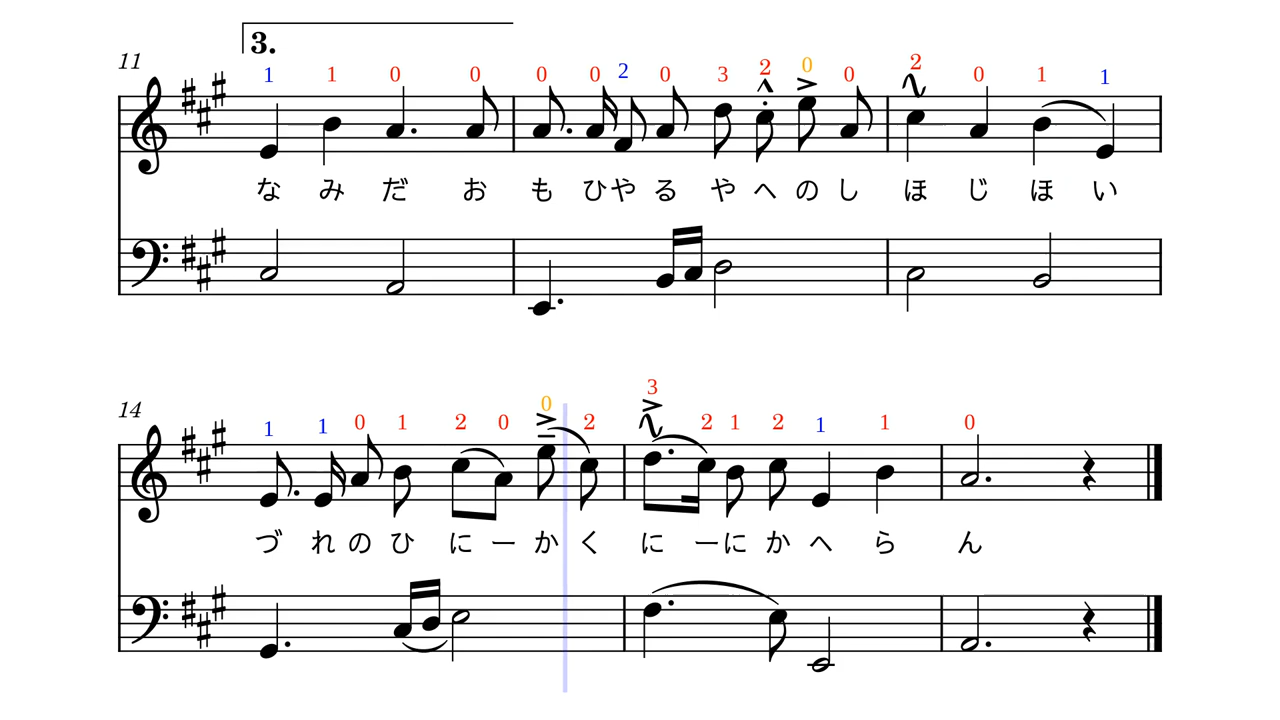 3.
11
1 1 0 0 0 0 2 0 3 2 0 0 2 0 1 1
な み だ お も ひ や る や へ の し ほ じ ほ い
14
1 1 0 1 2 0 0 2 3 2 1 2 1 1 0
づ れ の ひ に ー か く に ー に か へ ら ん